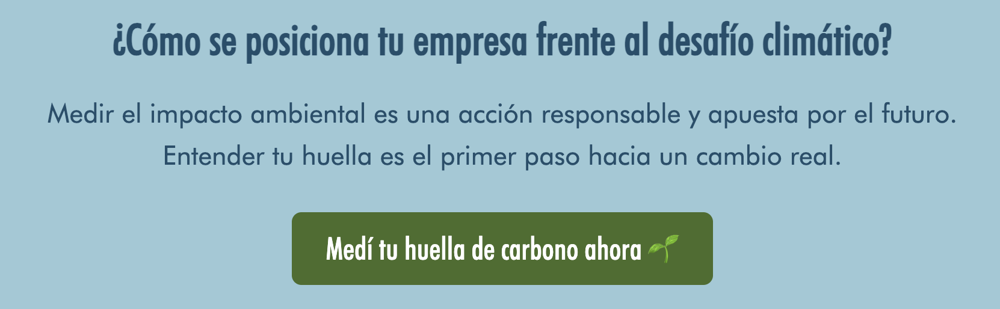 ¿Cómo se posiciona tu empresa frente al desafío climático?
Medir el impacto ambiental es una acción responsable y apuesta por el futuro.
Entender tu huella es el primer paso hacia un cambio real.
Medí tu huella de carbono ahora 🌱